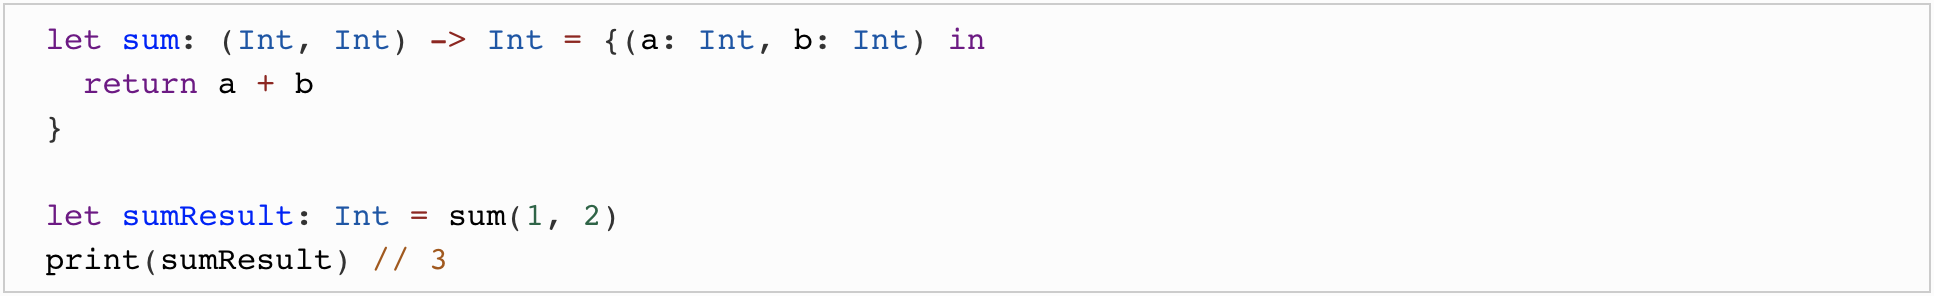 let sum: (Int, Int) -> Int = {(a: Int, b: Int) in
  return a + b
}

let sumResult: Int = sum(1, 2)
print(sumResult) // 3